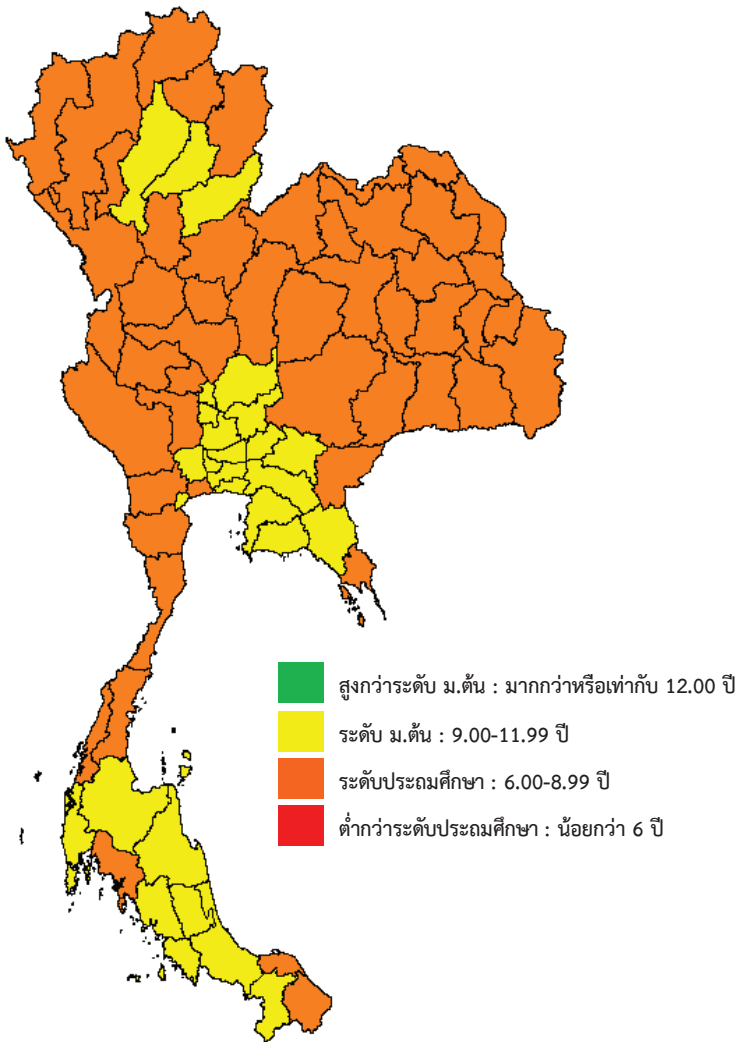 สูงกว่าระดับ ม.ต้น : มากกว่าหรือเท่ากับ 12.00 ปี
ระดับ ม.ต้น : 9.00-11.99 ปี
ระดับประถมศึกษา : 6.00-8.99 ปี
ต่ำกว่าระดับประถมศึกษา : น้อยกว่า 6 ปี